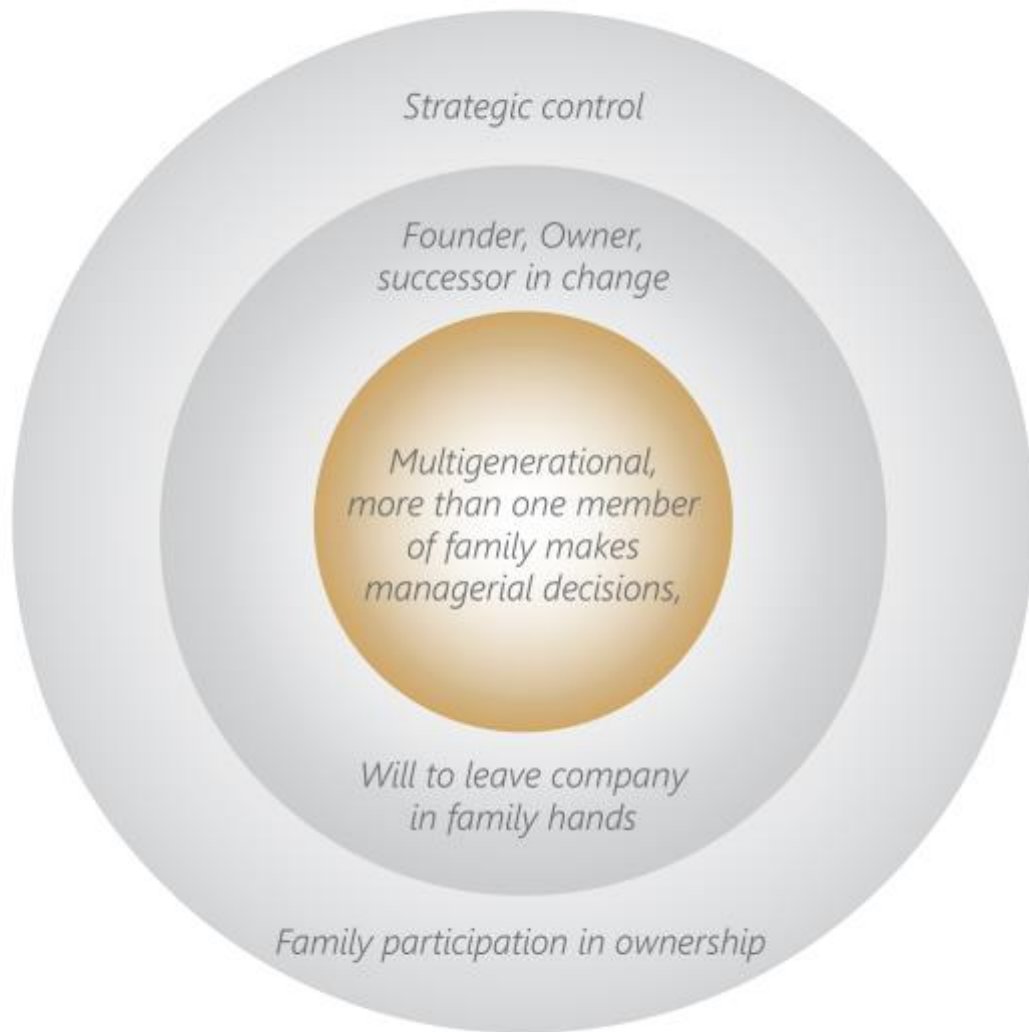 Strategic control
Founder, Owner,
successor in change
Multigenerational,
more than one member
of family makes
managerial decisions,
Will to leave company
in family hands
Family participation in ownership